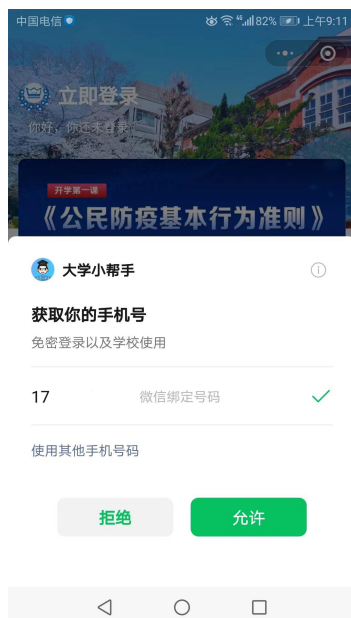 中国电信
46 82% 上午9:11
立即登录
你好，你还未登录
开学第一课
《公民防疫基本行为准则》
大学小帮手
获取你的手机号
免密登录以及学校使用
17 微信绑定号码
使用其他手机号码
拒绝 允许